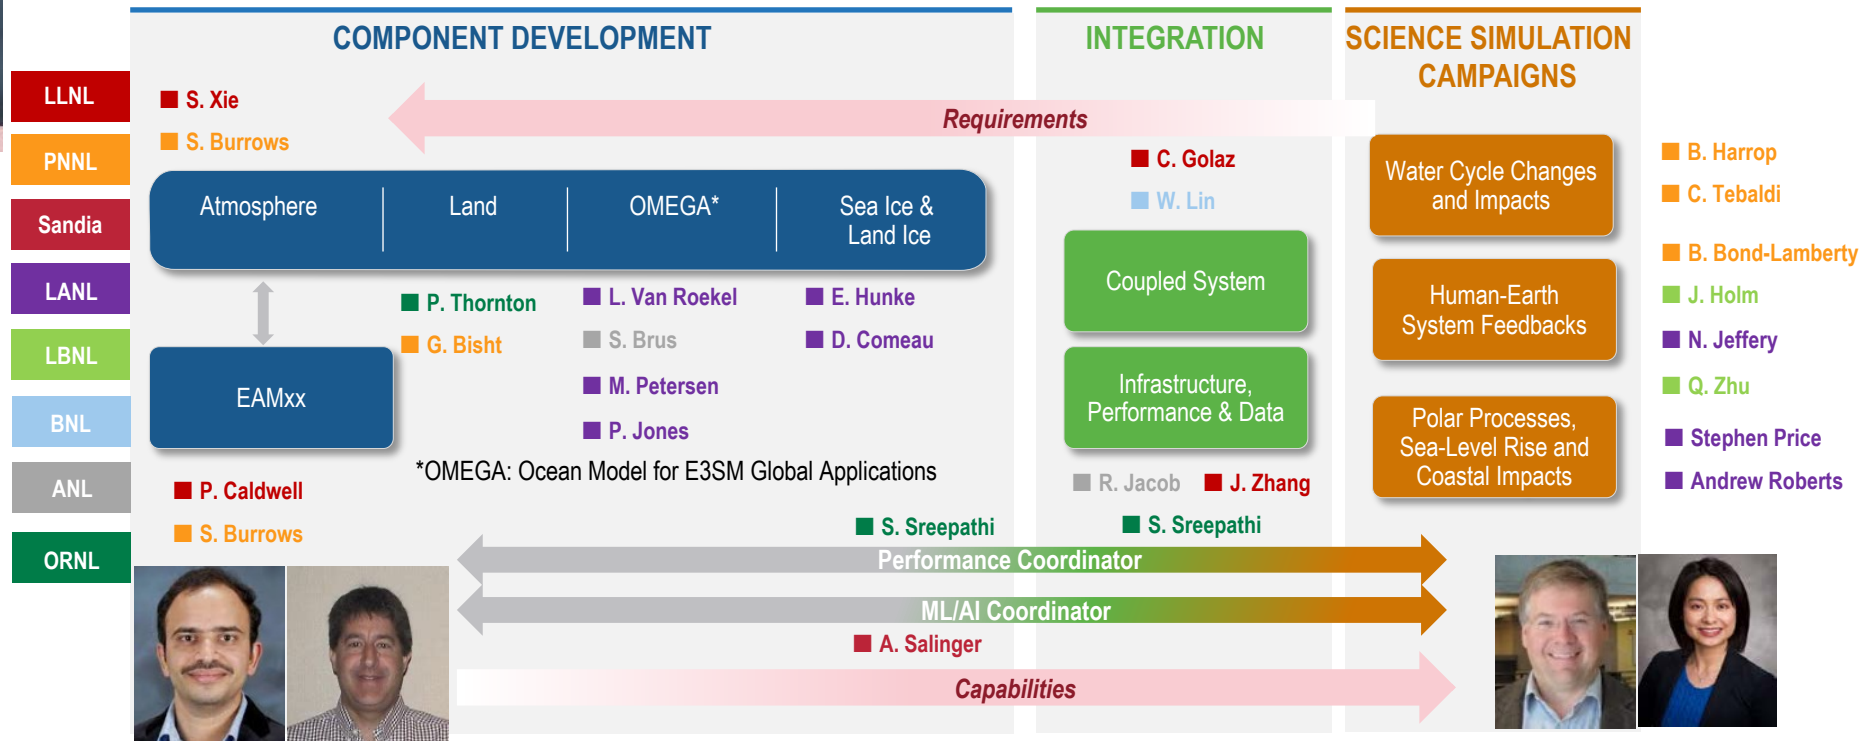 COMPONENT DEVELOPMENT
INTEGRATION
SCIENCE SIMULATION
CAMPAIGNS
LLNL
PNNL
Sandia
LANL
LBNL
BNL
ANL
ORNL
S. Xie
S. Burrows
Requirements
Atmosphere
Land
OMEGA*
Sea Ice &
Land Ice
P. Thornton
G. Bisht
L. Van Roekel
S. Brus
M. Petersen
P. Jones
E. Hunke
D. Comeau
EAMxx
*OMEGA: Ocean Model for E3SM Global Applications
P. Caldwell
S. Burrows
C. Golaz
W. Lin
Coupled System
Infrastructure,
Performance & Data
R. Jacob
J. Zhang
S. Sreepathi
S. Sreepathi
Water Cycle Changes
and Impacts
Human-Earth
System Feedbacks
Polar Processes,
Sea-Level Rise and
Coastal Impacts
B. Harrop
C. Tebaldi
B. Bond-Lamberty
J. Holm
N. Jeffery
Q. Zhu
Stephen Price
Andrew Roberts
Performance Coordinator
ML/AI Coordinator
A. Salinger
Capabilities